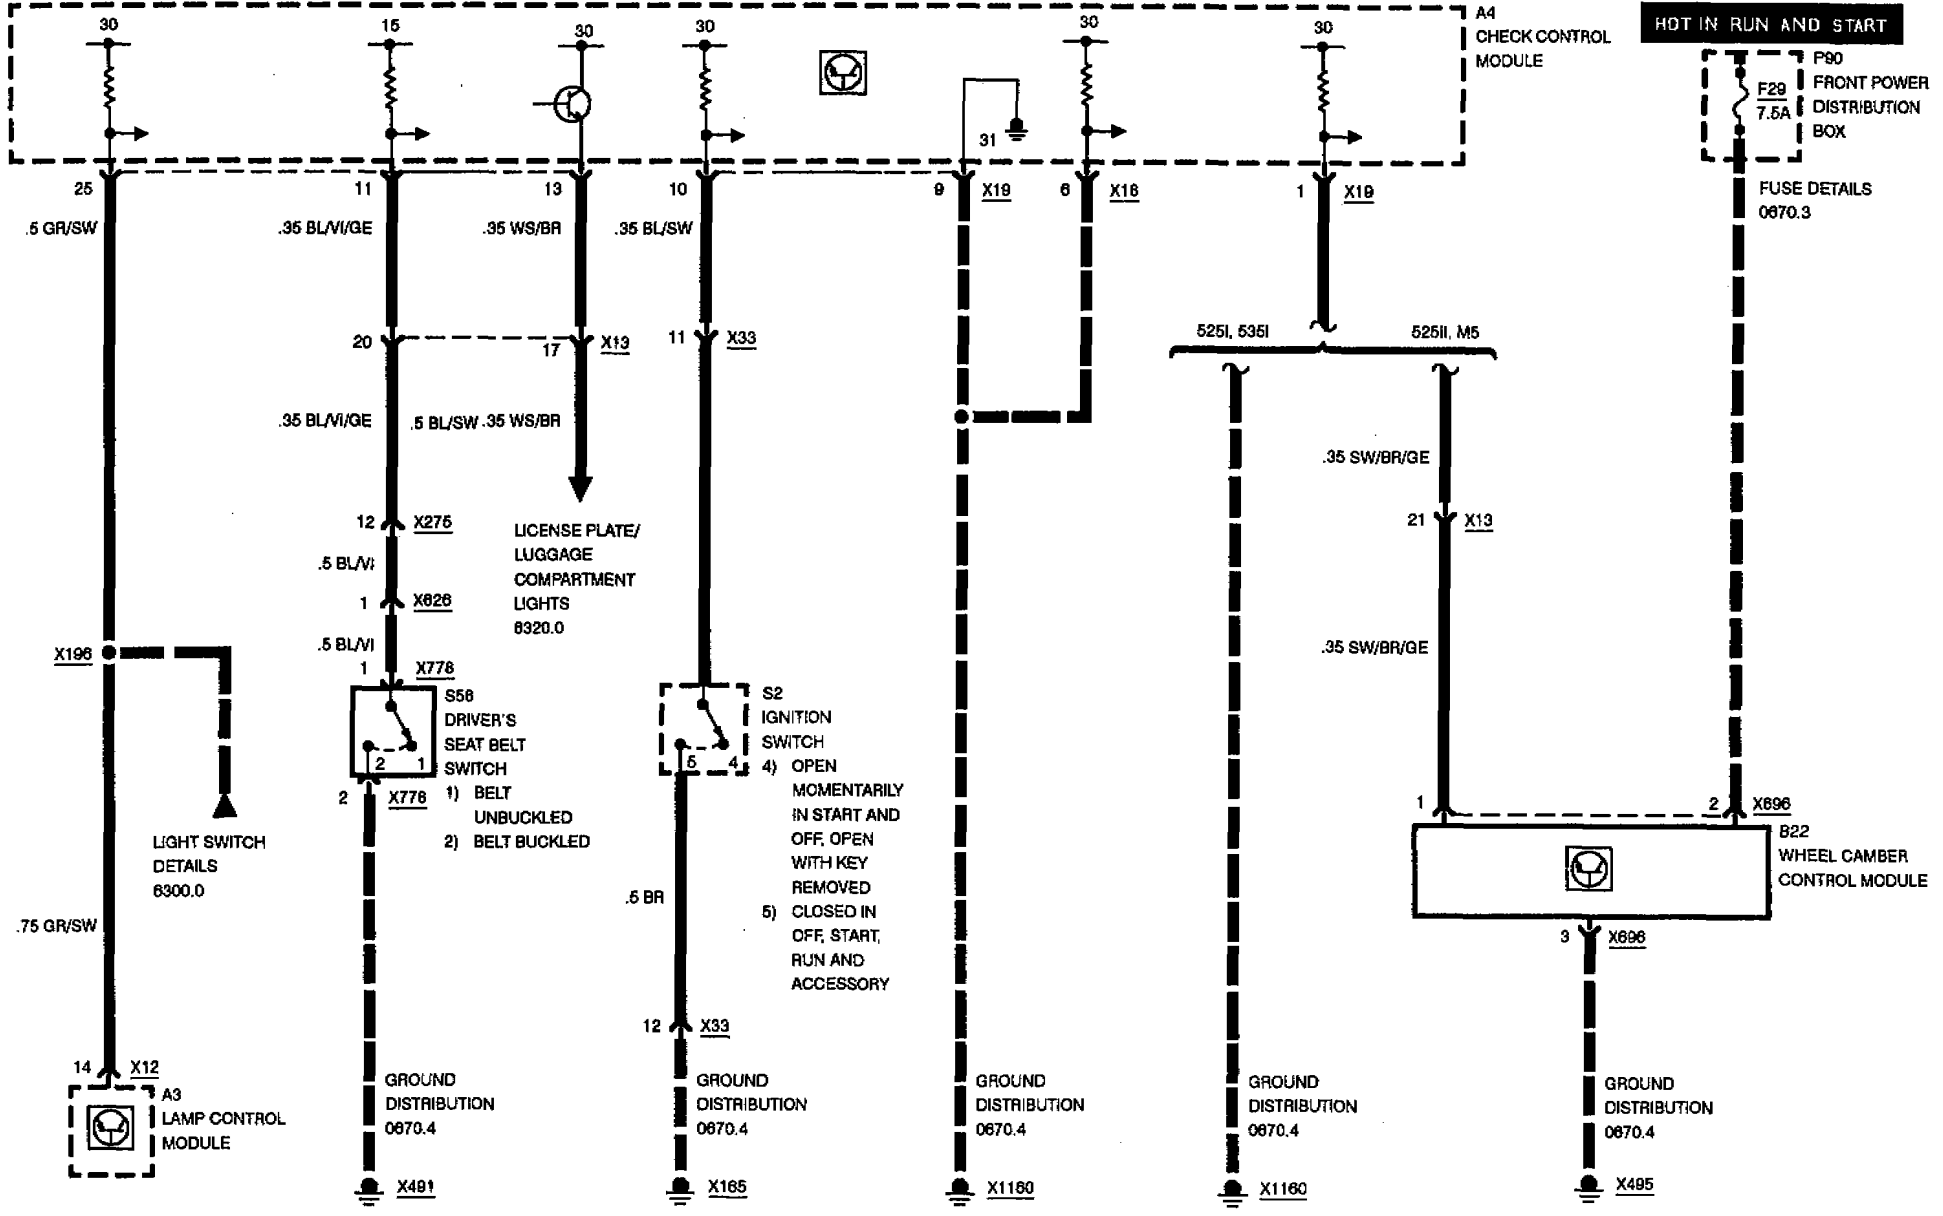 30
15
30
30
30
30
A4
CHECK CONTROL
MODULE
HOT IN RUN AND START
P90
FRONT POWER
DISTRIBUTION
BOX
F29
7.5A
31
25
11
13
10
9
X19
6
X18
1
X19
FUSE DETAILS
0670.3
.5 GR/SW
.35 BL/VI/GE
.35 WS/BR
.35 BL/SW
20
17
X13
11
X33
525I, 535I
525II, M5
.35 BL/VI/GE
.5 BL/SW
.35 WS/BR
.35 SW/BR/GE
12
X275
21
X13
LICENSE PLATE/
LUGGAGE
COMPARTMENT
LIGHTS
6320.0
.5 BL/VI
1
X626
.5 BL/VI
.35 SW/BR/GE
X196
1
X778
S56
DRIVER'S
SEAT BELT
SWITCH
1) BELT
UNBUCKLED
2) BELT BUCKLED
2
1
2
X778
S2
IGNITION
SWITCH
4) OPEN
MOMENTARILY
IN START AND
OFF, OPEN
WITH KEY
REMOVED
5) CLOSED IN
OFF, START,
RUN AND
ACCESSORY
5
4
1
2
X696
B22
WHEEL CAMBER
CONTROL MODULE
LIGHT SWITCH
DETAILS
6300.0
.75 GR/SW
.5 BR
3
X696
12
X33
14
X12
A3
LAMP CONTROL
MODULE
GROUND
DISTRIBUTION
0670.4
GROUND
DISTRIBUTION
0670.4
GROUND
DISTRIBUTION
0670.4
GROUND
DISTRIBUTION
0670.4
GROUND
DISTRIBUTION
0670.4
X491
X165
X1160
X1160
X495